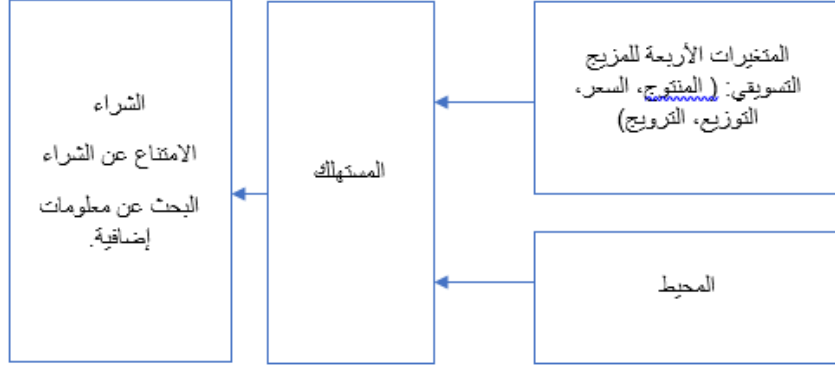 المتغيرات الأربعة للمزيج
التسويقي: ( المنتوج، السعر،
التوزيع، الترويج)
المحيط
المستهلك
الشراء
الامتناع عن الشراء
البحث عن معلومات
إضافية.